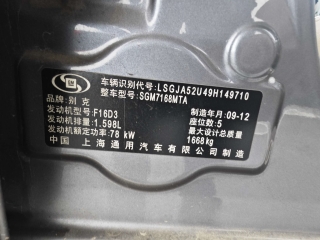 车辆识别代号: LSGJA52U49H149710
整车型号: SGM7168MTA
品牌: 别克
发动机型号: F16D3
制造年月: 09-12
发动机排量: 1.598L
座位数: 5
发动机额定功率: 78 kW
最大设计总质量
1668kg
中国 上海通用汽车有限公司 制造